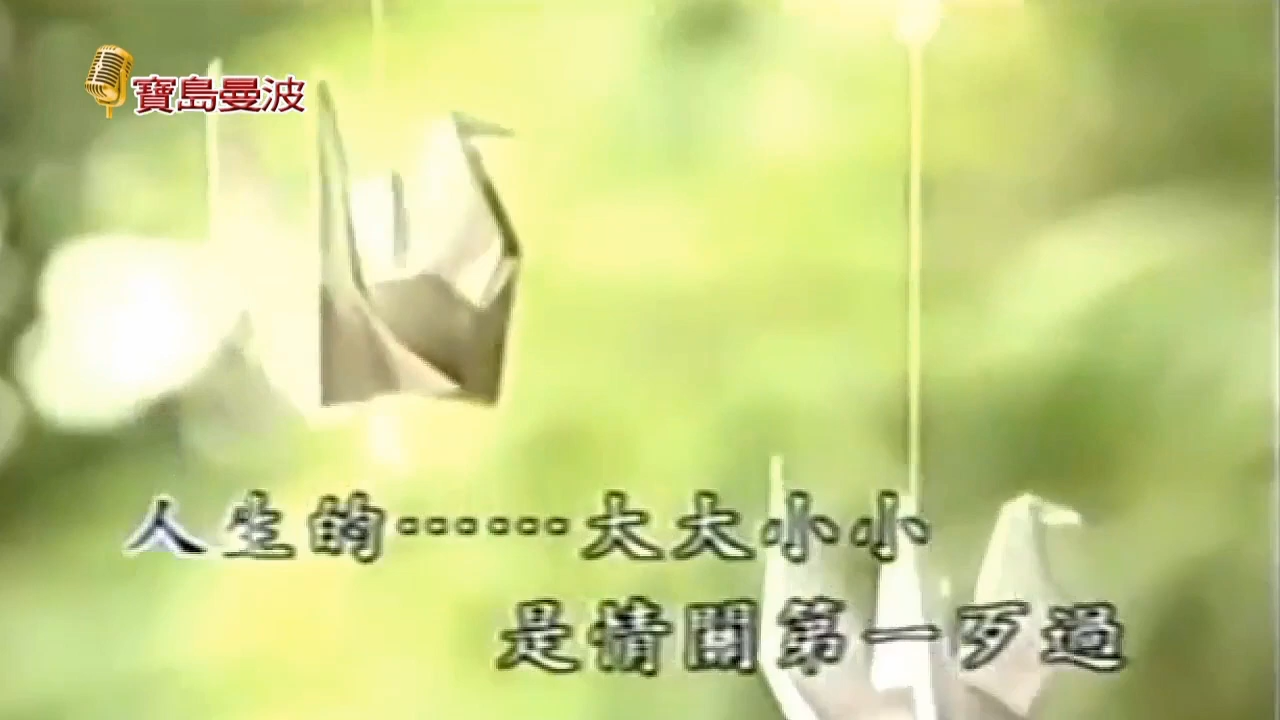 寶島曼波
人生的……大大小小
是情關第一歹過